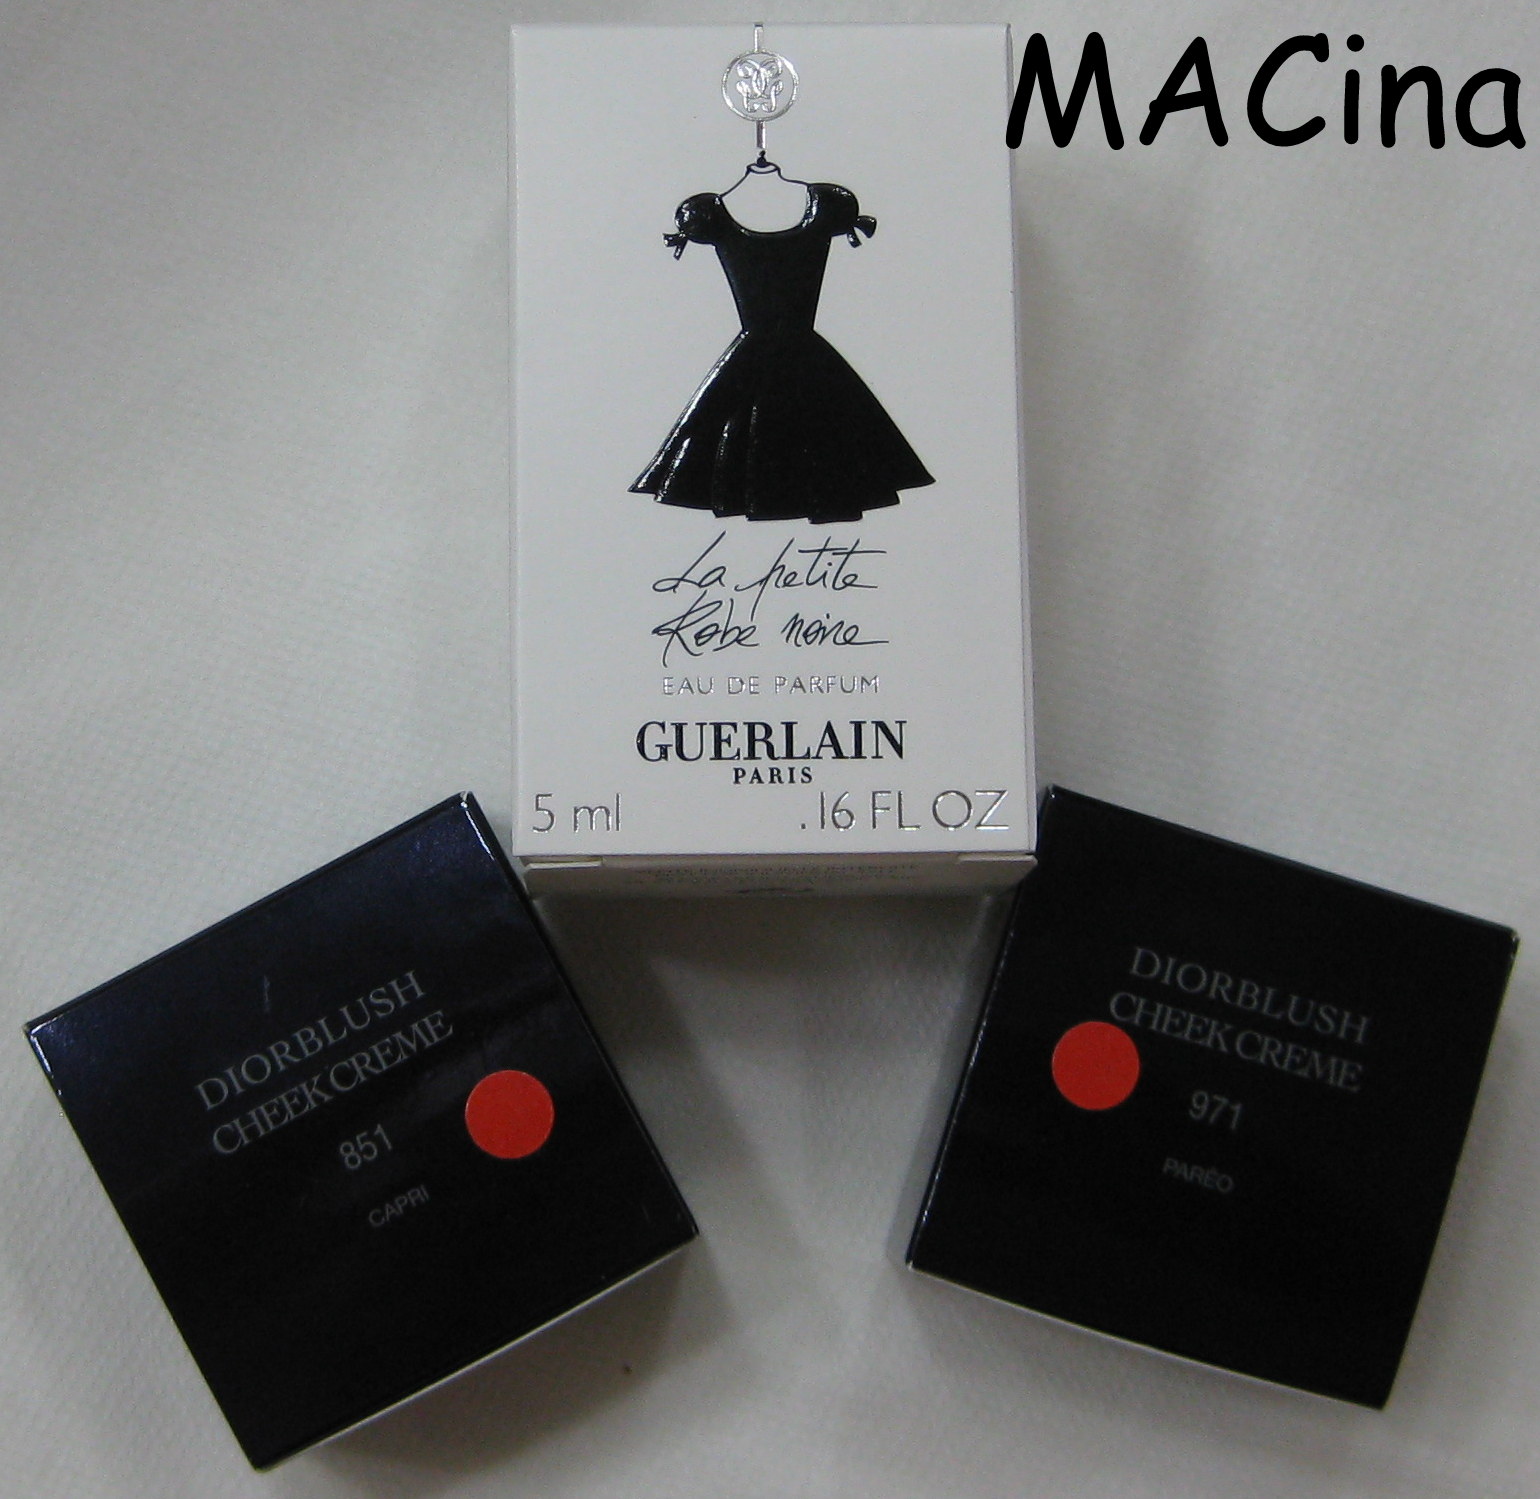 MACina
La petite
Robe noire
EAU DE PARFUM
GUERLAIN
PARIS
5 ml .16 FL OZ
DIORBLUSH
CHEEK CREME
851
CAPRI
DIORBLUSH
CHEEK CREME
971
PARÉO